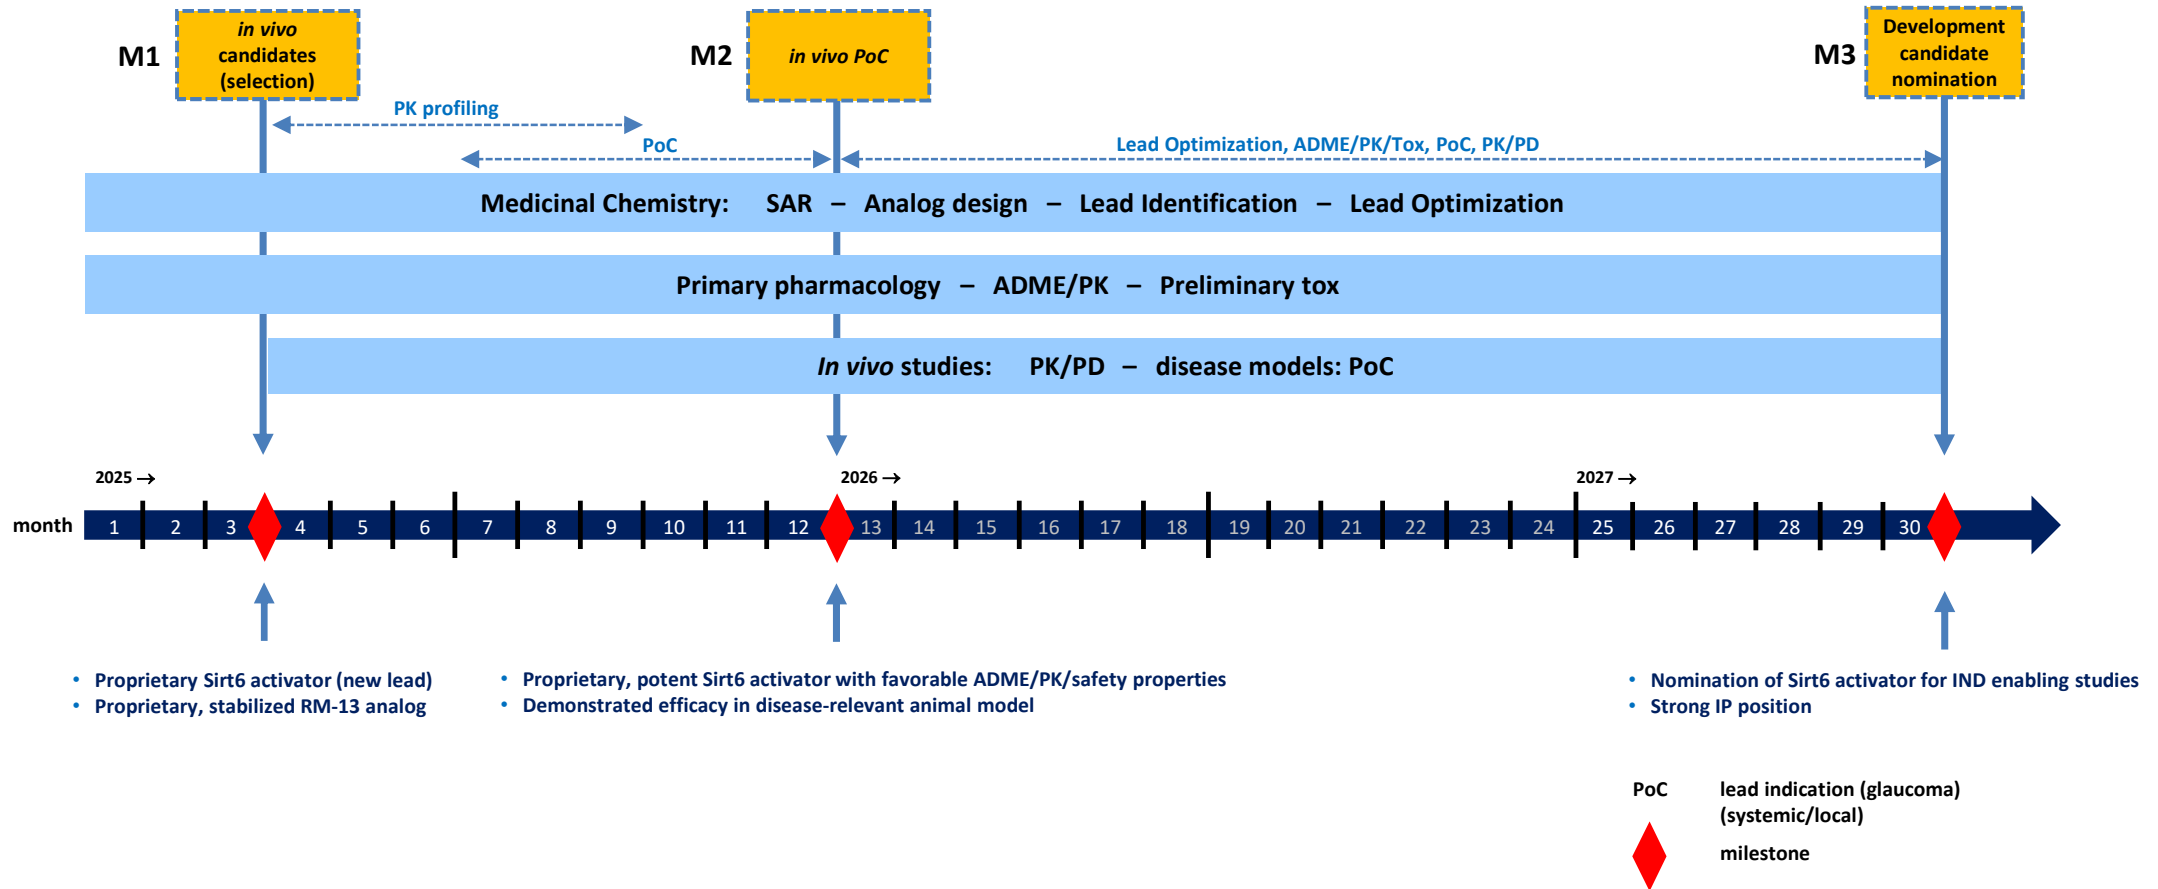 M1
in vivo
candidates
(selection)
M2
in vivo PoC
M3
Development
candidate
nomination
PK profiling
PoC
Lead Optimization, ADME/PK/Tox, PoC, PK/PD
Medicinal Chemistry: SAR – Analog design – Lead Identification – Lead Optimization
Primary pharmacology – ADME/PK – Preliminary tox
In vivo studies: PK/PD – disease models: PoC
2025 →
2026 →
2027 →
month 1 2 3 4 5 6 7 8 9 10 11 12 13 14 15 16 17 18 19 20 21 22 23 24 25 26 27 28 29 30
• Proprietary Sirt6 activator (new lead)
• Proprietary, stabilized RM-13 analog
• Proprietary, potent Sirt6 activator with favorable ADME/PK/safety properties
• Demonstrated efficacy in disease-relevant animal model
• Nomination of Sirt6 activator for IND enabling studies
• Strong IP position
PoC lead indication (glaucoma)
(systemic/local)
milestone